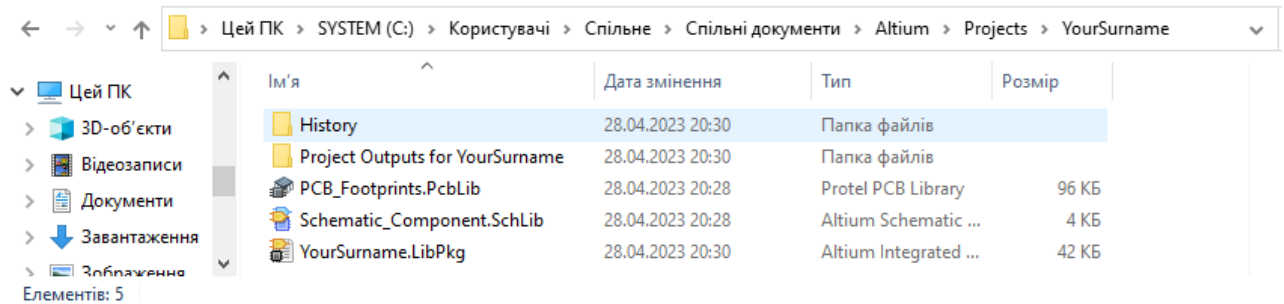 Цей ПК > SYSTEM (C:) > Користувачі > Спільне > Спільні документи > Altium > Projects > YourSurname
Цей ПК
3D-об'єкти
Відеозаписи
Документи
Завантаження
Зображення
Ім'я Дата змінення Тип Розмір
History 28.04.2023 20:30 Папка файлів
Project Outputs for YourSurname 28.04.2023 20:30 Папка файлів
PCB_Footprints.PcbLib 28.04.2023 20:28 Protel PCB Library 96 КБ
Schematic_Component.SchLib 28.04.2023 20:28 Altium Schematic ... 4 КБ
YourSurname.LibPkg 28.04.2023 20:30 Altium Integrated ... 42 КБ
Елементів: 5